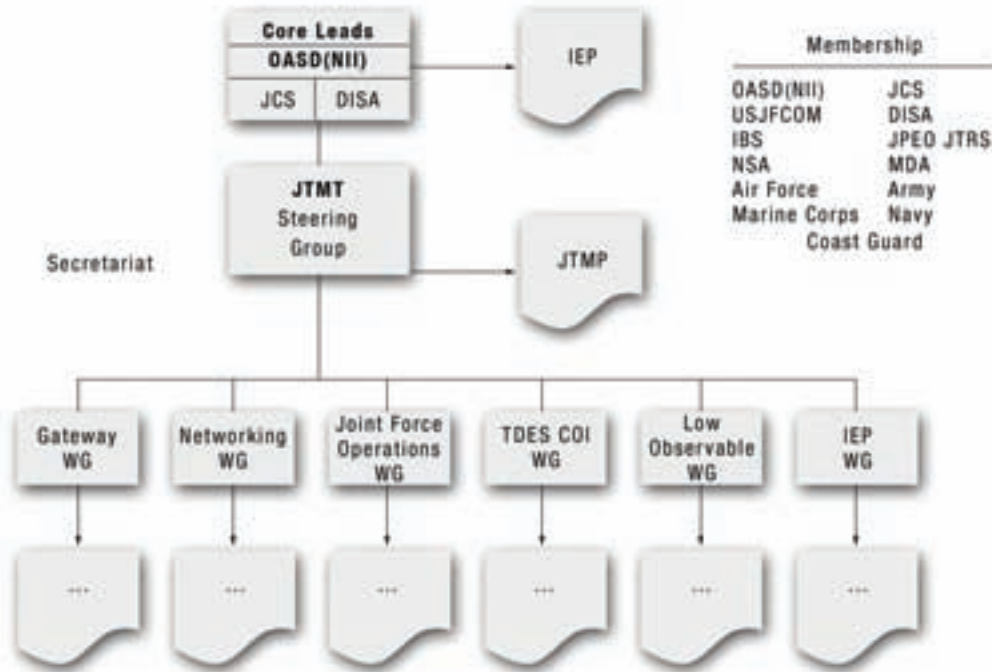 Core Leads
OASD(NII)
JCS DISA
IEP
Membership
OASD(NII) JCS
USJFCOM DISA
IBS JPEO JTRS
NSA MDA
Air Force Army
Marine Corps Navy
Coast Guard
JTMT
Steering
Group
Secretariat
JTMP
Gateway
WG
Networking
WG
Joint Force
Operations
WG
TDES COI
WG
Low
Observable
WG
IEP
WG
...
...
...
...
...
...